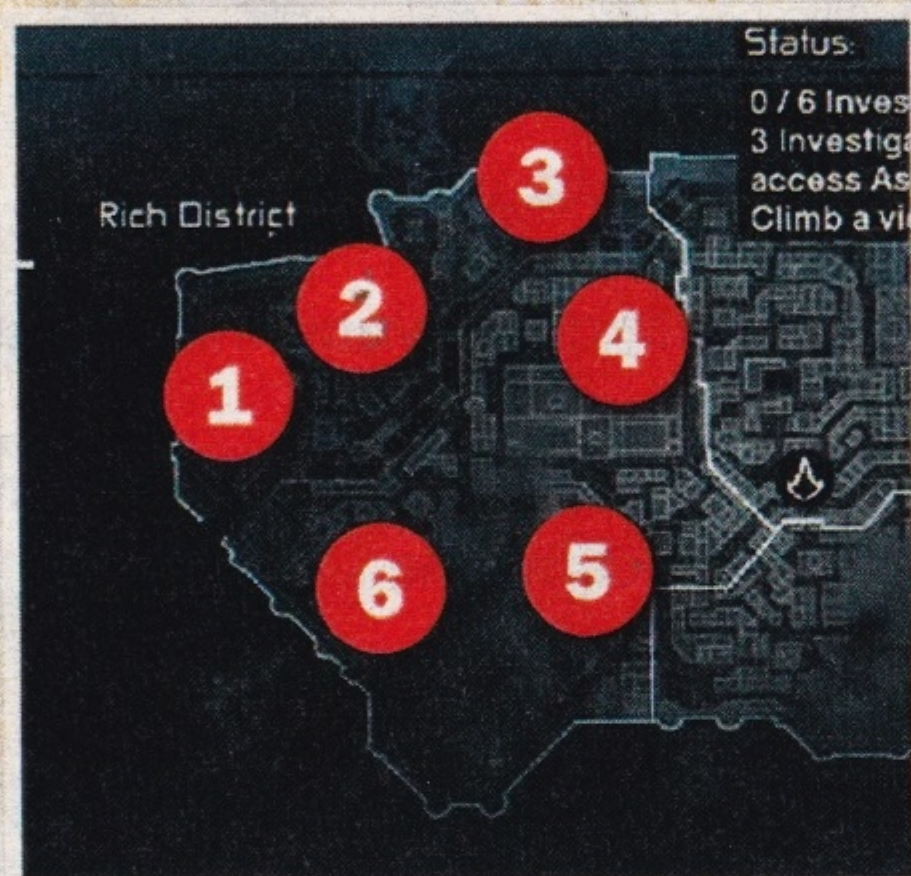 Status:
0 / 6 Inves
3 Investiga
access As
Climb a vi
Rich District
3
2
4
1
5
6